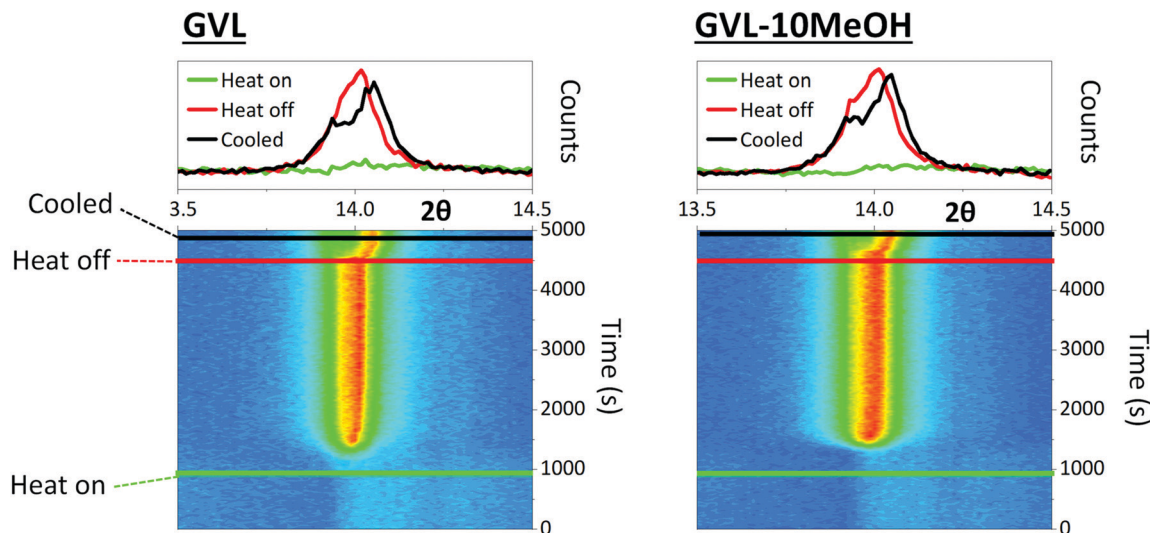 GVL
GVL-10MeOH
Heat on
Heat off
Cooled
Counts
Heat on
Heat off
Cooled
Counts
3.5
14.0
2θ
14.5
13.5
14.0
2θ
14.5
Cooled
Heat off
Heat on
5000
4000
3000
2000
1000
0
Time (s)
5000
4000
3000
2000
1000
0
Time (s)